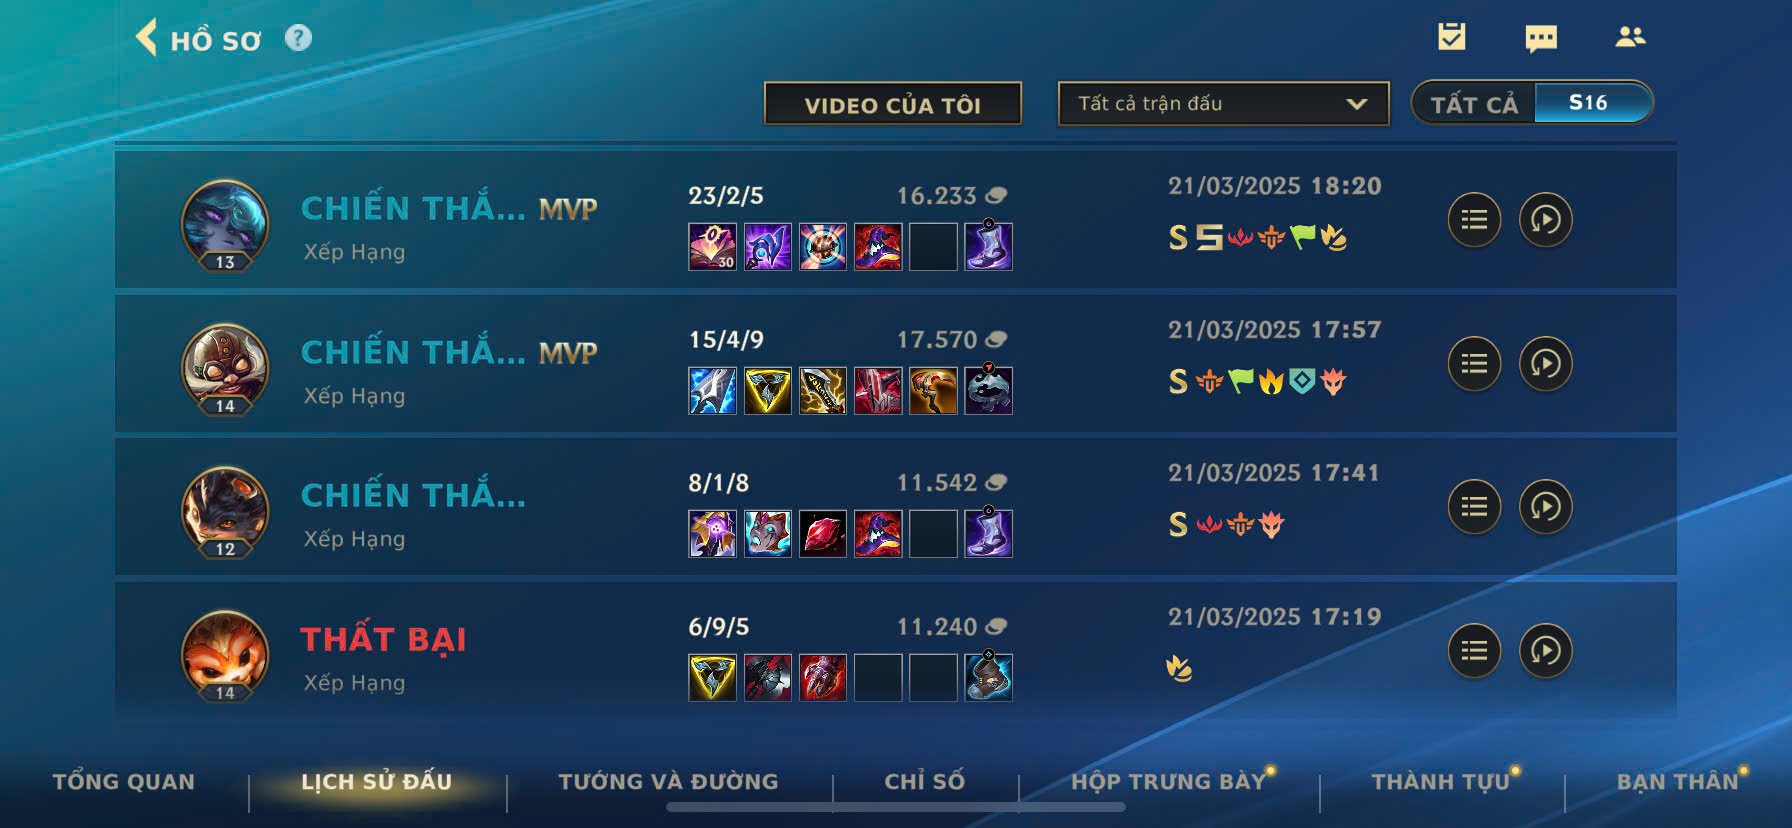 HỒ SƠ ?
VIDEO CỦA TÔI
Tất cả trận đấu
TẤT CẢ S16
CHIẾN THẮ... MVP
Xếp Hạng
13
23/2/5 16.233
30
21/03/2025 18:20
S S
CHIẾN THẮ... MVP
Xếp Hạng
14
15/4/9 17.570
21/03/2025 17:57
S
CHIẾN THẮ...
Xếp Hạng
12
8/1/8 11.542
21/03/2025 17:41
S
THẤT BẠI
Xếp Hạng
14
6/9/5 11.240
21/03/2025 17:19
TỔNG QUAN LỊCH SỬ ĐẤU TƯỚNG VÀ ĐƯỜNG CHỈ SỐ HỘP TRƯNG BÀY THÀNH TỰU BẠN THÂN